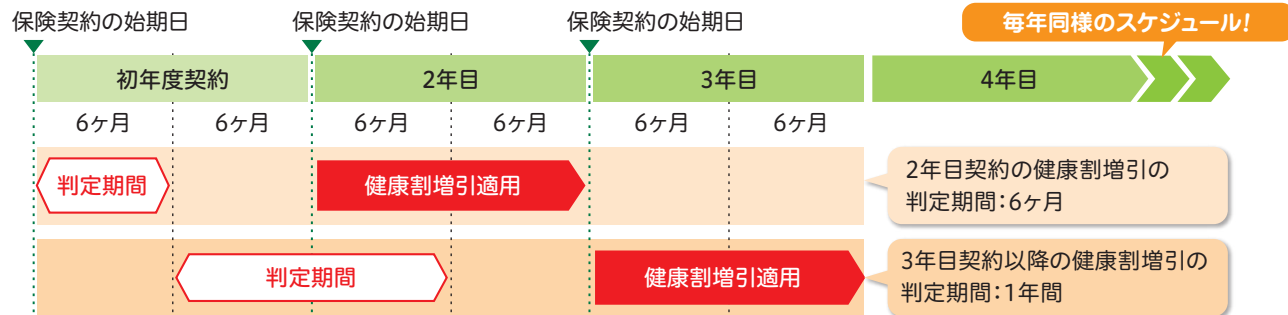 保険契約の始期日 保険契約の始期日 保険契約の始期日 毎年同様のスケジュール!
初年度契約 2年目 3年目 4年目
6ヶ月 6ヶ月 6ヶ月 6ヶ月 6ヶ月 6ヶ月
判定期間 健康割増引適用
2年目契約の健康割増引の
判定期間:6ヶ月
判定期間 健康割増引適用
3年目契約以降の健康割増引の
判定期間:1年間